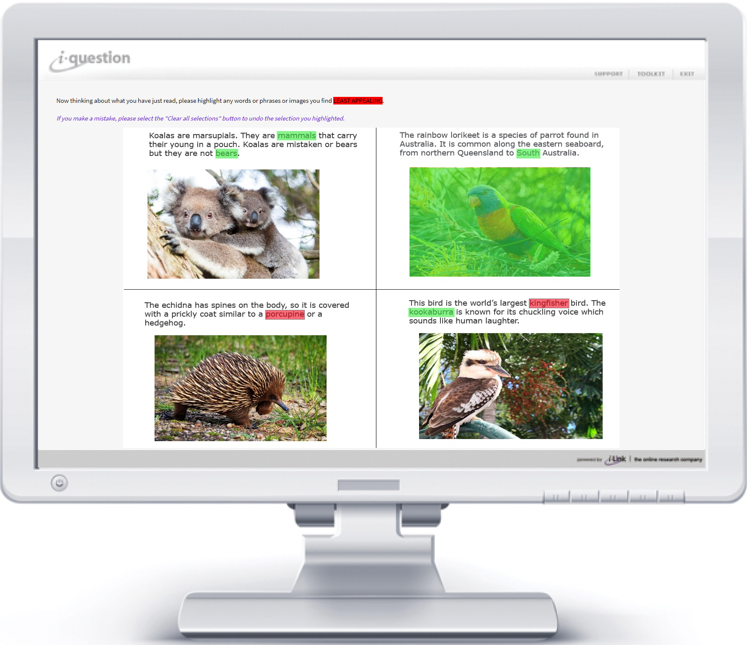 i·question
SUPPORT | TOOLKIT | EXIT
Now thinking about what you have just read, please highlight any words or phrases or images you find LEAST APPEALING.
If you make a mistake, please select the "Clear all selections" button to undo the selection you highlighted.
Koalas are marsupials. They are mammals that carry
their young in a pouch. Koalas are mistaken or bears
but they are not bears.
The rainbow lorikeet is a species of parrot found in
Australia. It is common along the eastern seaboard,
from northern Queensland to South Australia.
The echidna has spines on the body, so it is covered
with a prickly coat similar to a porcupine or a
hedgehog.
This bird is the world's largest kingfisher bird. The
kookaburra is known for its chuckling voice which
sounds like human laughter.
powered by i-Link | the online research company